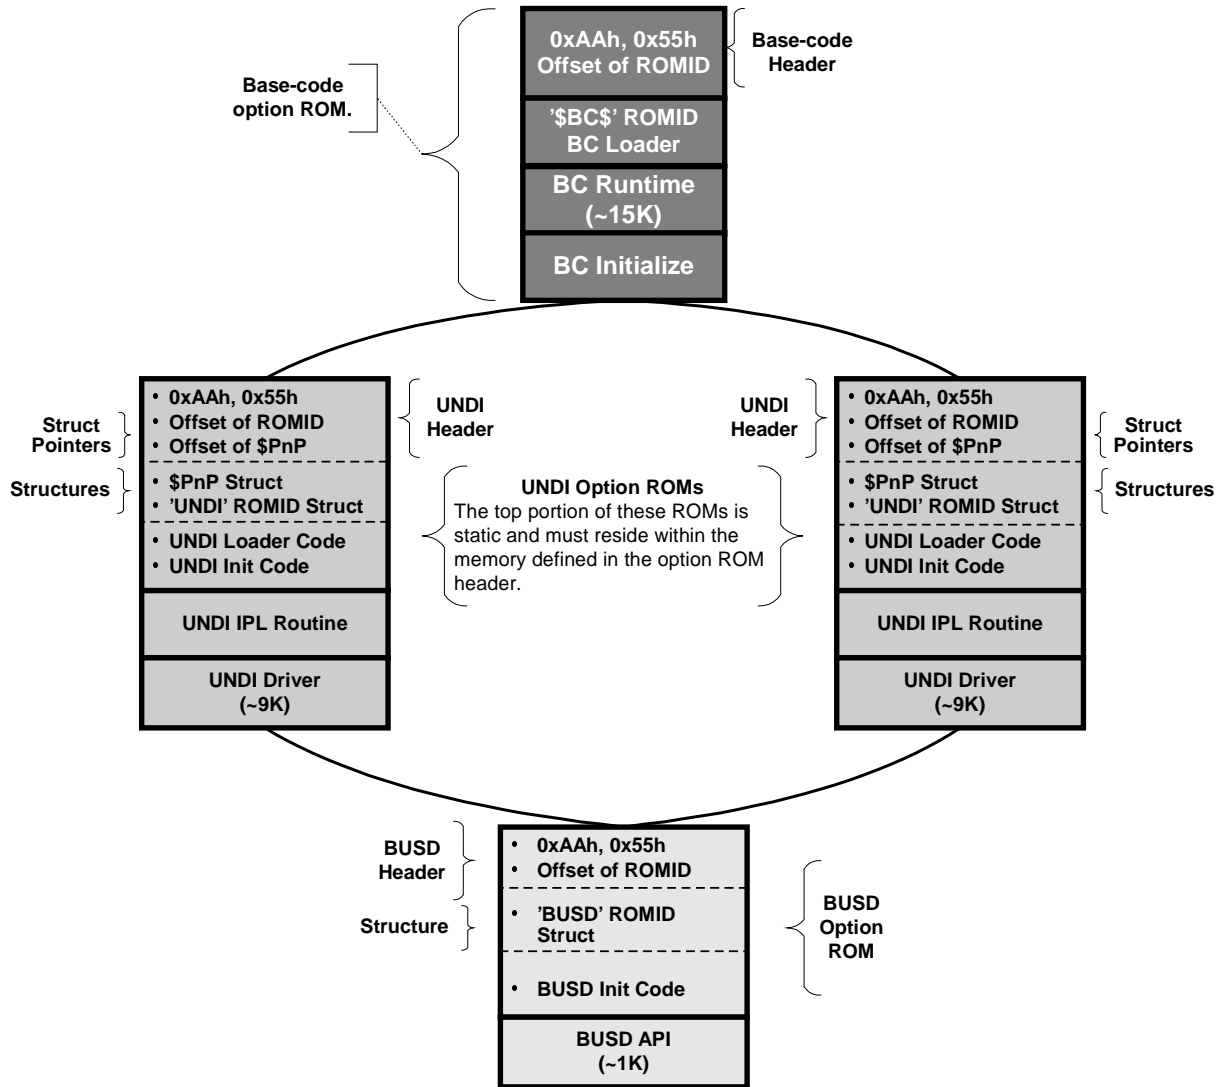 0xAAh, 0x55h
Offset of ROMID
Base-code
Header
Base-code
option ROM.
’$BC$’ ROMID
BC Loader
BC Runtime
(~15K)
BC Initialize
Struct
Pointers
Structures
• 0xAAh, 0x55h
• Offset of ROMID
• Offset of $PnP
• $PnP Struct
• ’UNDI’ ROMID Struct
• UNDI Loader Code
• UNDI Init Code
UNDI IPL Routine
UNDI Driver
(~9K)
UNDI
Header
UNDI
Header
UNDI Option ROMs
The top portion of these ROMs is
static and must reside within the
memory defined in the option ROM
header.
• 0xAAh, 0x55h
• Offset of ROMID
• Offset of $PnP
• $PnP Struct
• ’UNDI’ ROMID Struct
• UNDI Loader Code
• UNDI Init Code
UNDI IPL Routine
UNDI Driver
(~9K)
Struct
Pointers
Structures
BUSD
Header
Structure
• 0xAAh, 0x55h
• Offset of ROMID
• ’BUSD’ ROMID
Struct
• BUSD Init Code
BUSD API
(~1K)
BUSD
Option
ROM